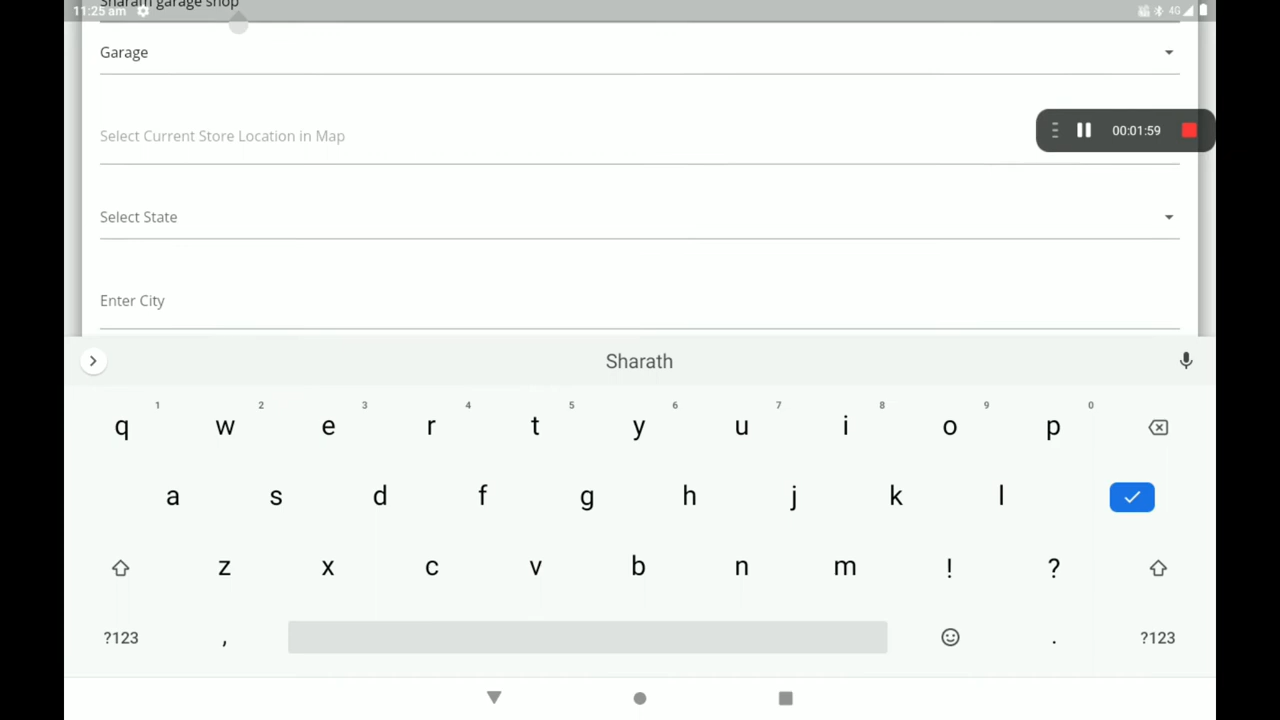 Sharath garage shop
11:25 am
4G
Garage
Select Current Store Location in Map
00:01:59
Select State
Enter City
Sharath
1 2 3 4 5 6 7 8 9 0
q w e r t y u i o p
a s d f g h j k l
z x c v b n m ! ?
?123 , . ?123